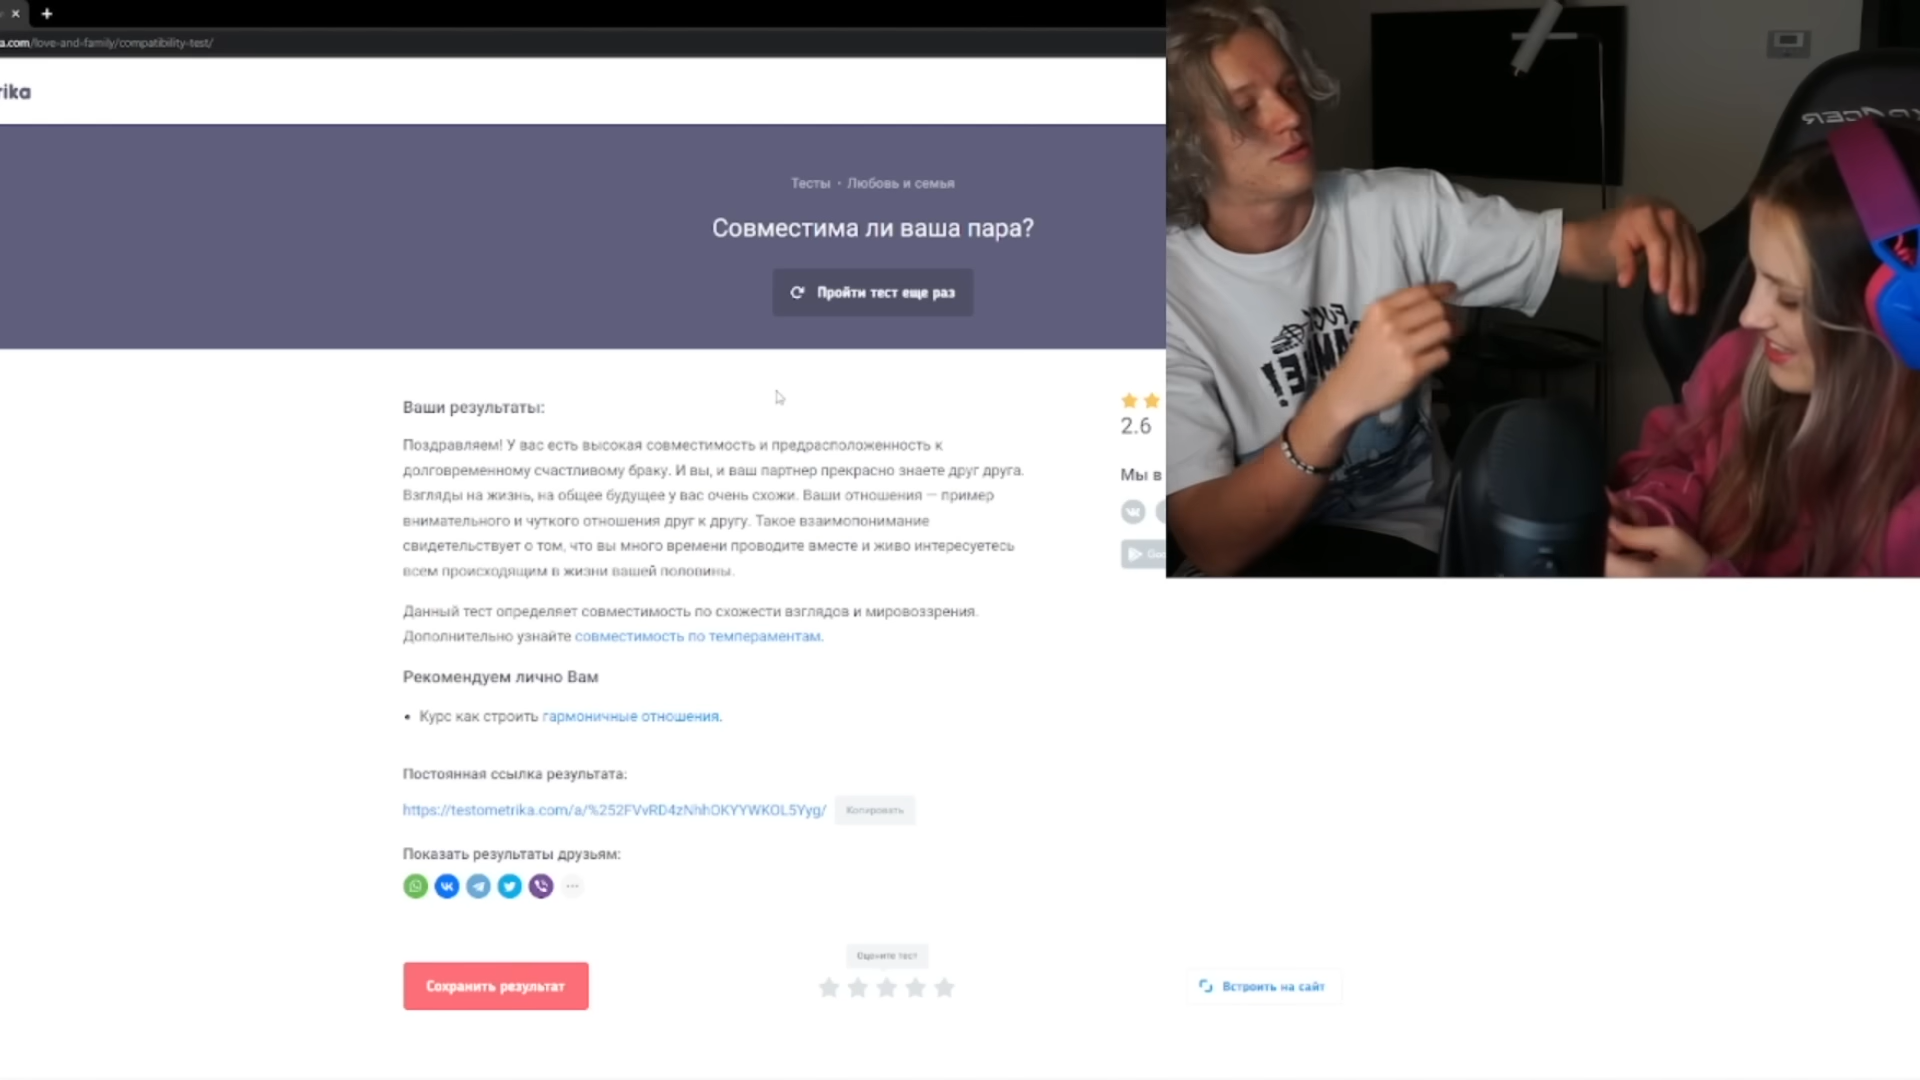 a.com/love-and-family/compatibility-test/
rika
Тесты · Любовь и семья
Совместима ли ваша пара?
Пройти тест еще раз
Ваши результаты:
Поздравляем! У вас есть высокая совместимость и предрасположенность к
долговременному счастливому браку. И вы, и ваш партнер прекрасно знаете друг друга.
Взгляды на жизнь, на общее будущее у вас очень схожи. Ваши отношения — пример
внимательного и чуткого отношения друг к другу. Такое взаимопонимание
свидетельствует о том, что вы много времени проводите вместе и живо интересуетесь
всем происходящим в жизни вашей половины.
Данный тест определяет совместимость по схожести взглядов и мировоззрения.
Дополнительно узнайте совместимость по темпераментам.
Рекомендуем лично Вам
• Курс как строить гармоничные отношения.
Постоянная ссылка результата:
https://testometrika.com/a/%252FVvRD4zNhhOKYYWKOL5Yyg/
Копировать
Показать результаты друзьям:
Сохранить результат
Оцените тест
Встроить на сайт
2.6
Мы в